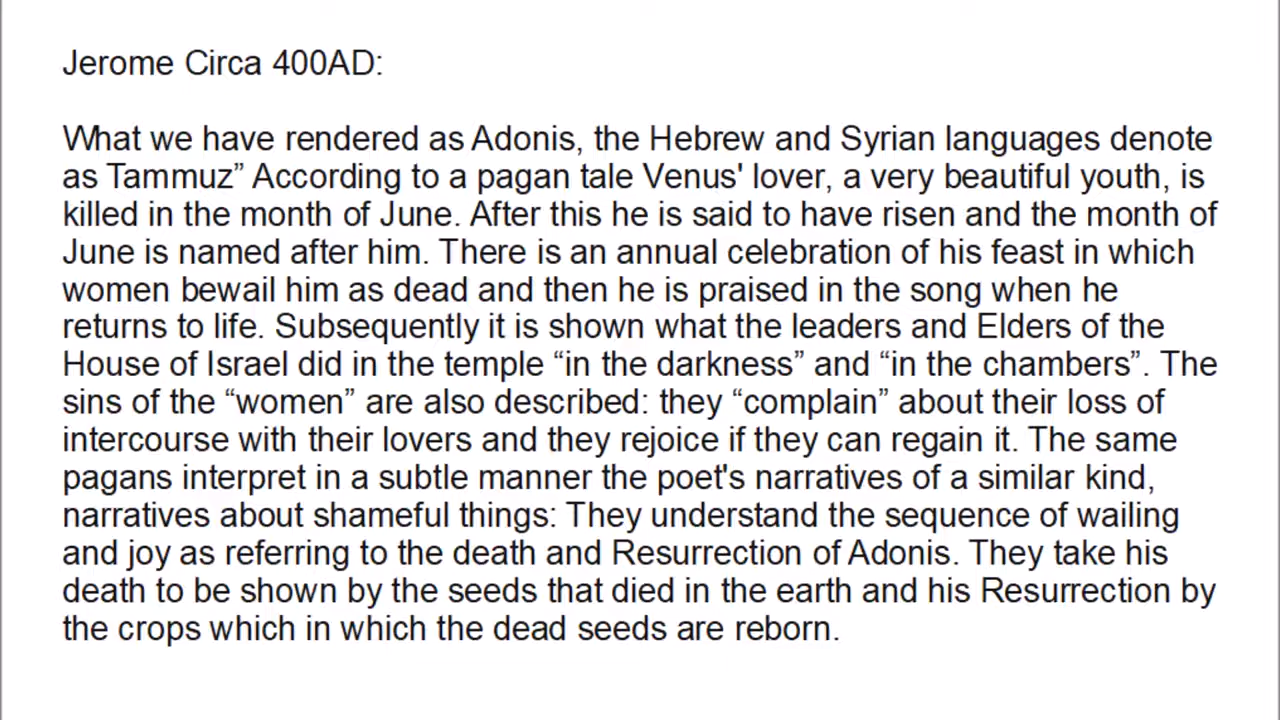 Jerome Circa 400AD:
What we have rendered as Adonis, the Hebrew and Syrian languages denote
as Tammuz” According to a pagan tale Venus' lover, a very beautiful youth, is
killed in the month of June. After this he is said to have risen and the month of
June is named after him. There is an annual celebration of his feast in which
women bewail him as dead and then he is praised in the song when he
returns to life. Subsequently it is shown what the leaders and Elders of the
House of Israel did in the temple “in the darkness” and “in the chambers”. The
sins of the “women” are also described: they “complain” about their loss of
intercourse with their lovers and they rejoice if they can regain it. The same
pagans interpret in a subtle manner the poet's narratives of a similar kind,
narratives about shameful things: They understand the sequence of wailing
and joy as referring to the death and Resurrection of Adonis. They take his
death to be shown by the seeds that died in the earth and his Resurrection by
the crops which in which the dead seeds are reborn.